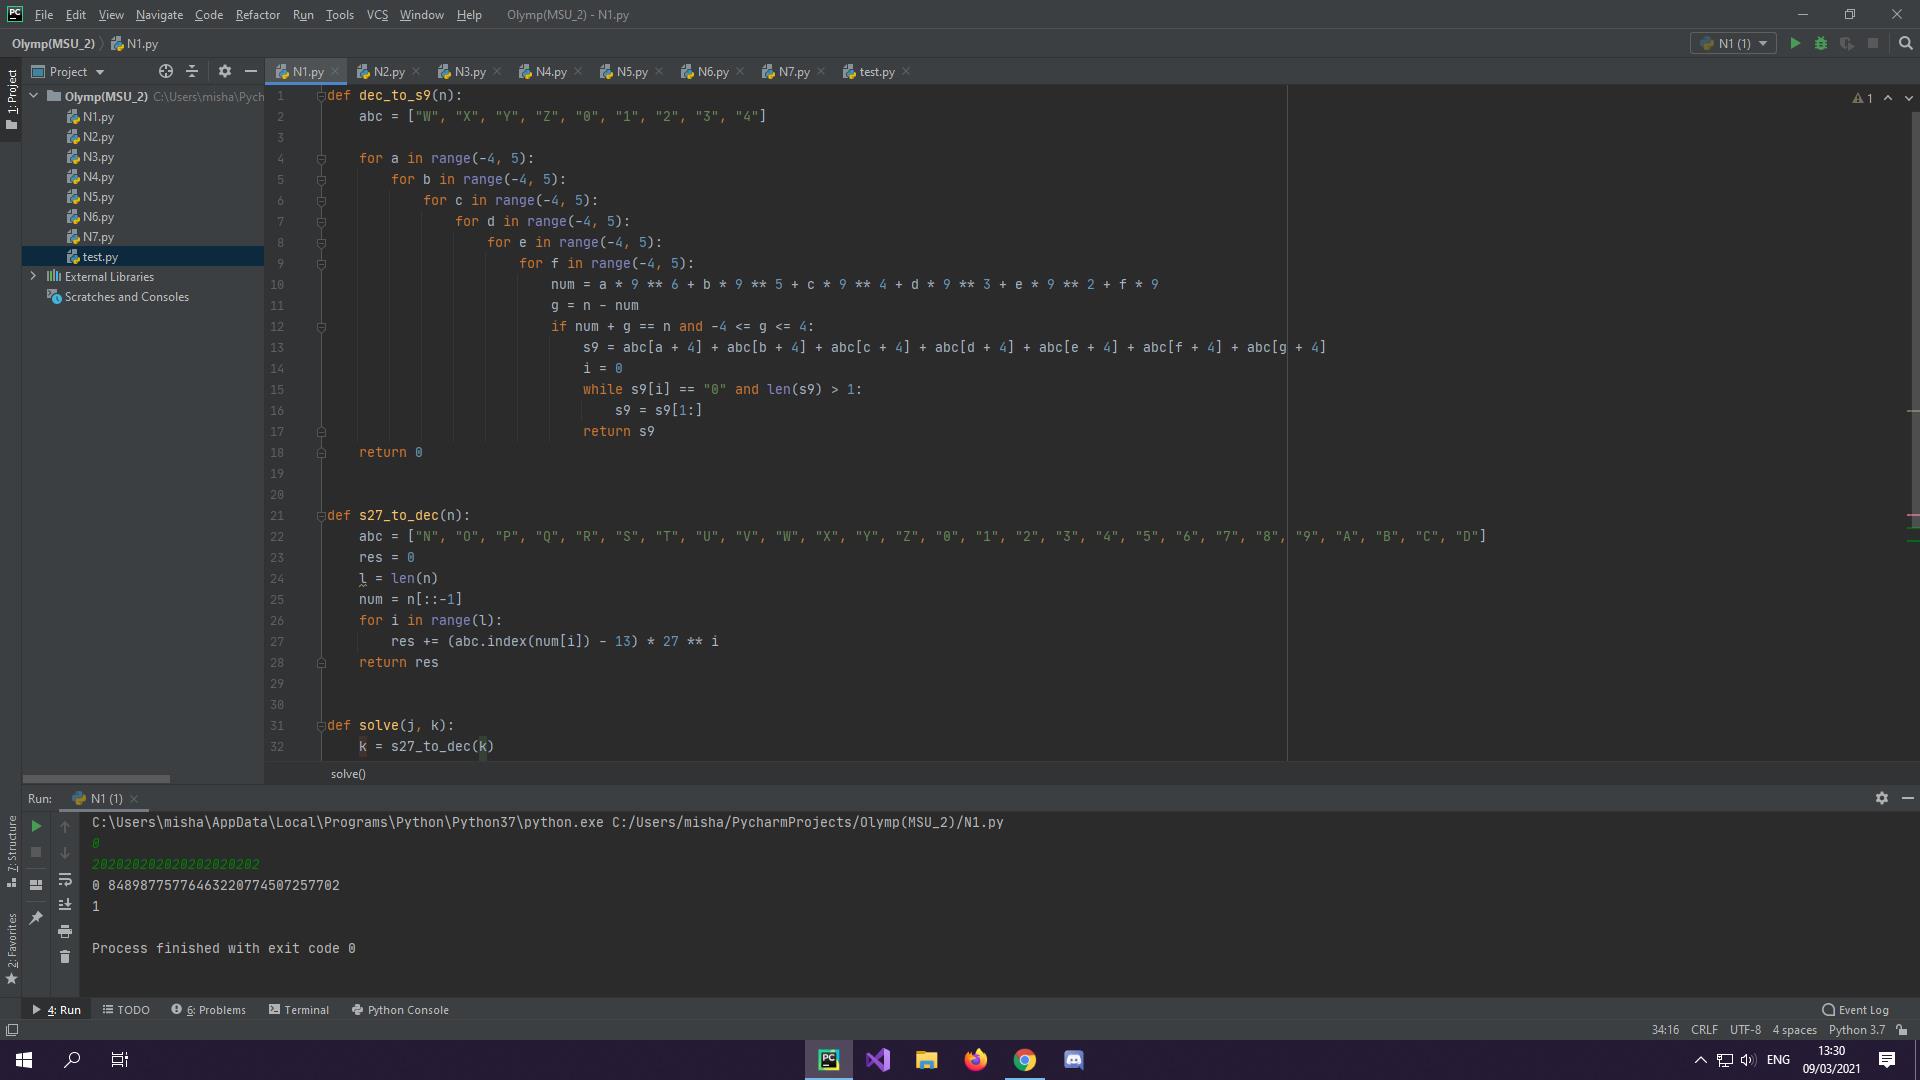 PC File Edit View Navigate Code Refactor Run Tools VCS Window Help Olymp(MSU_2) - N1.py
Olymp(MSU_2) N1.py N1 (1)
Project N1.py N2.py N3.py N4.py N5.py N6.py N7.py test.py
1: Project
Olymp(MSU_2) C:\Users\misha\Pych
N1.py
N2.py
N3.py
N4.py
N5.py
N6.py
N7.py
test.py
External Libraries
Scratches and Consoles
1
1 def dec_to_s9(n):
2 abc = ["W", "X", "Y", "Z", "0", "1", "2", "3", "4"]
3
4 for a in range(-4, 5):
5 for b in range(-4, 5):
6 for c in range(-4, 5):
7 for d in range(-4, 5):
8 for e in range(-4, 5):
9 for f in range(-4, 5):
10 num = a * 9 ** 6 + b * 9 ** 5 + c * 9 ** 4 + d * 9 ** 3 + e * 9 ** 2 + f * 9
11 g = n - num
12 if num + g == n and -4 <= g <= 4:
13 s9 = abc[a + 4] + abc[b + 4] + abc[c + 4] + abc[d + 4] + abc[e + 4] + abc[f + 4] + abc[g + 4]
14 i = 0
15 while s9[i] == "0" and len(s9) > 1:
16 s9 = s9[1:]
17 return s9
18 return 0
19
20
21 def s27_to_dec(n):
22 abc = ["N", "O", "P", "Q", "R", "S", "T", "U", "V", "W", "X", "Y", "Z", "0", "1", "2", "3", "4", "5", "6", "7", "8", "9", "A", "B", "C", "D"]
23 res = 0
24 l = len(n)
25 num = n[::-1]
26 for i in range(l):
27 res += (abc.index(num[i]) - 13) * 27 ** i
28 return res
29
30
31 def solve(j, k):
32 k = s27_to_dec(k)
solve()
Run: N1 (1)
7: Structure
2: Favorites
C:\Users\misha\AppData\Local\Programs\Python\Python37\python.exe C:/Users/misha/PycharmProjects/Olymp(MSU_2)/N1.py
0
202020202020202020202
0 84898775776463220774507257702
1
Process finished with exit code 0
4: Run TODO 6: Problems Terminal Python Console Event Log
34:16 CRLF UTF-8 4 spaces Python 3.7
PC ENG 13:30
09/03/2021